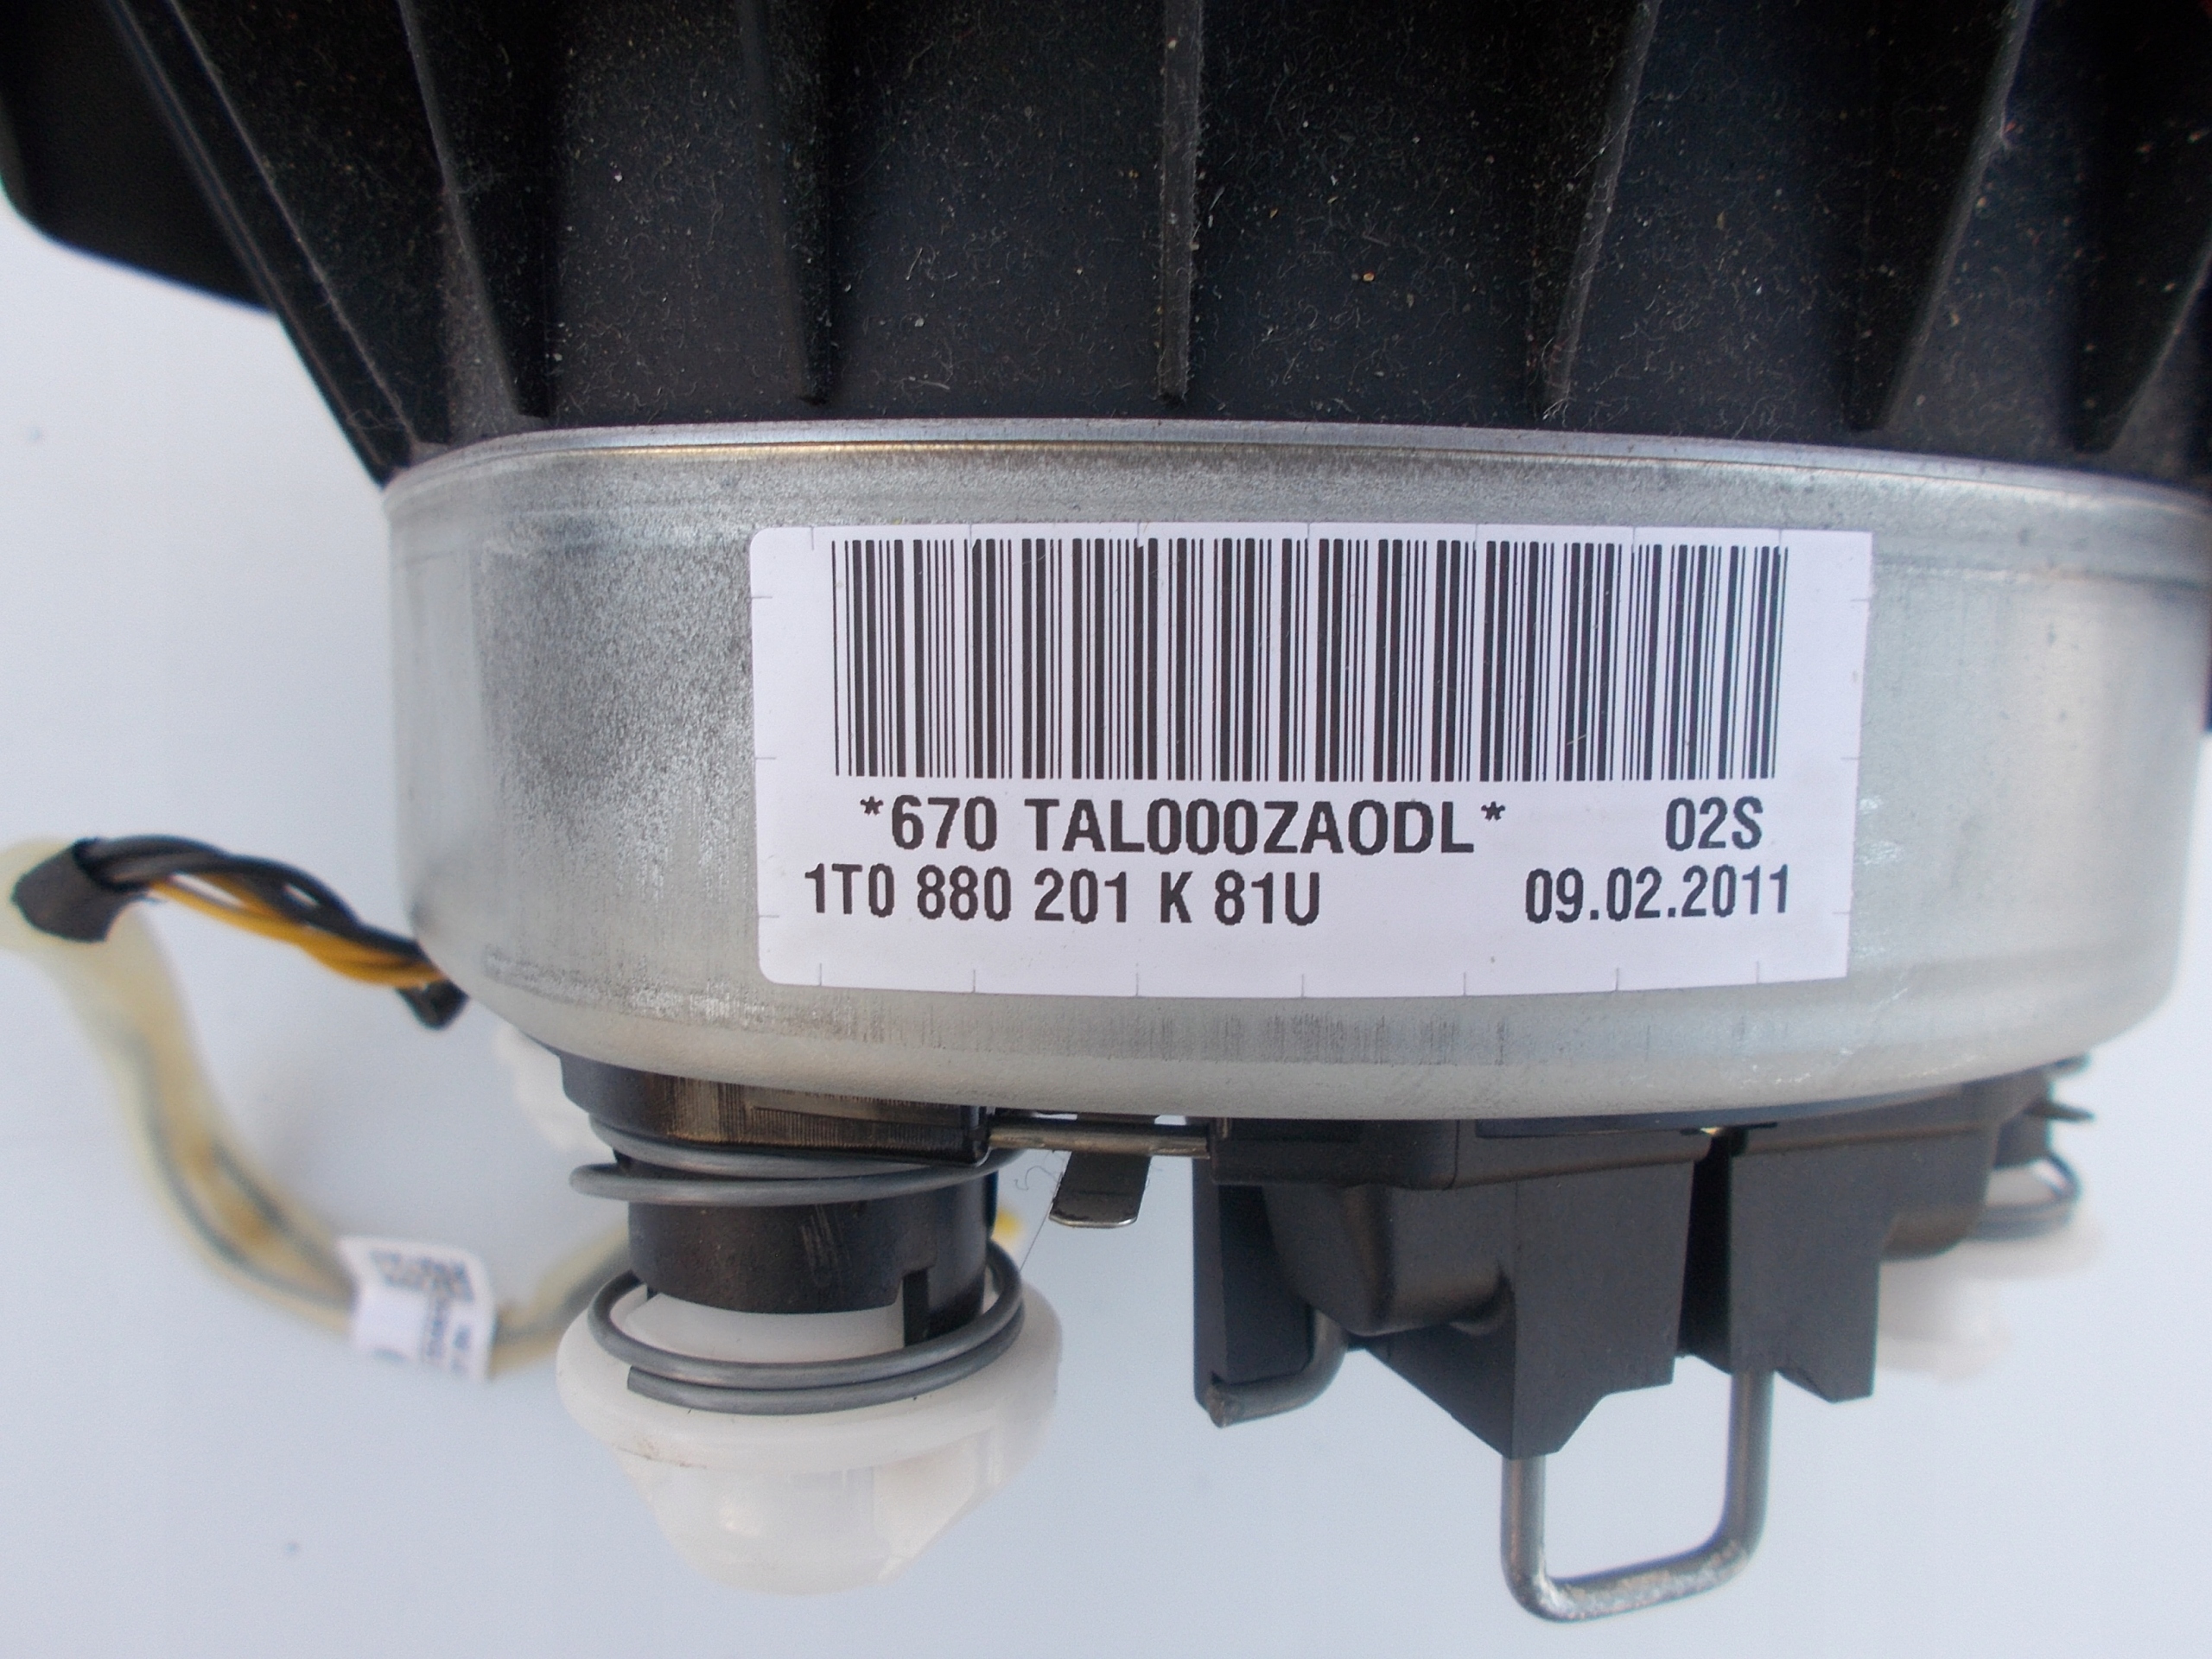 *670 TAL000ZAODL* 02S
1T0 880 201 K 81U 09.02.2011